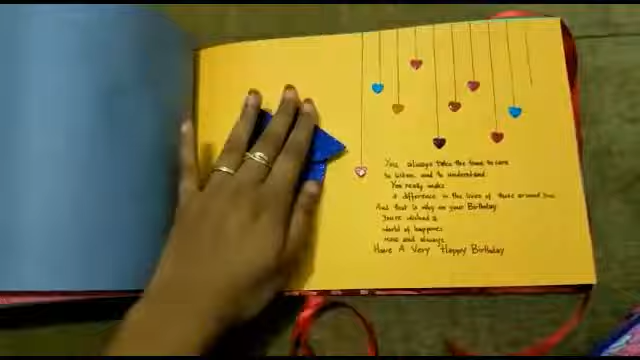 You always take the time to care
to listen and to understand.
You really make
a difference in the lives of those around you
And that is why on your Birthday
You're wished a
world of happiness
now and always.
Have A Very Happy Birthday